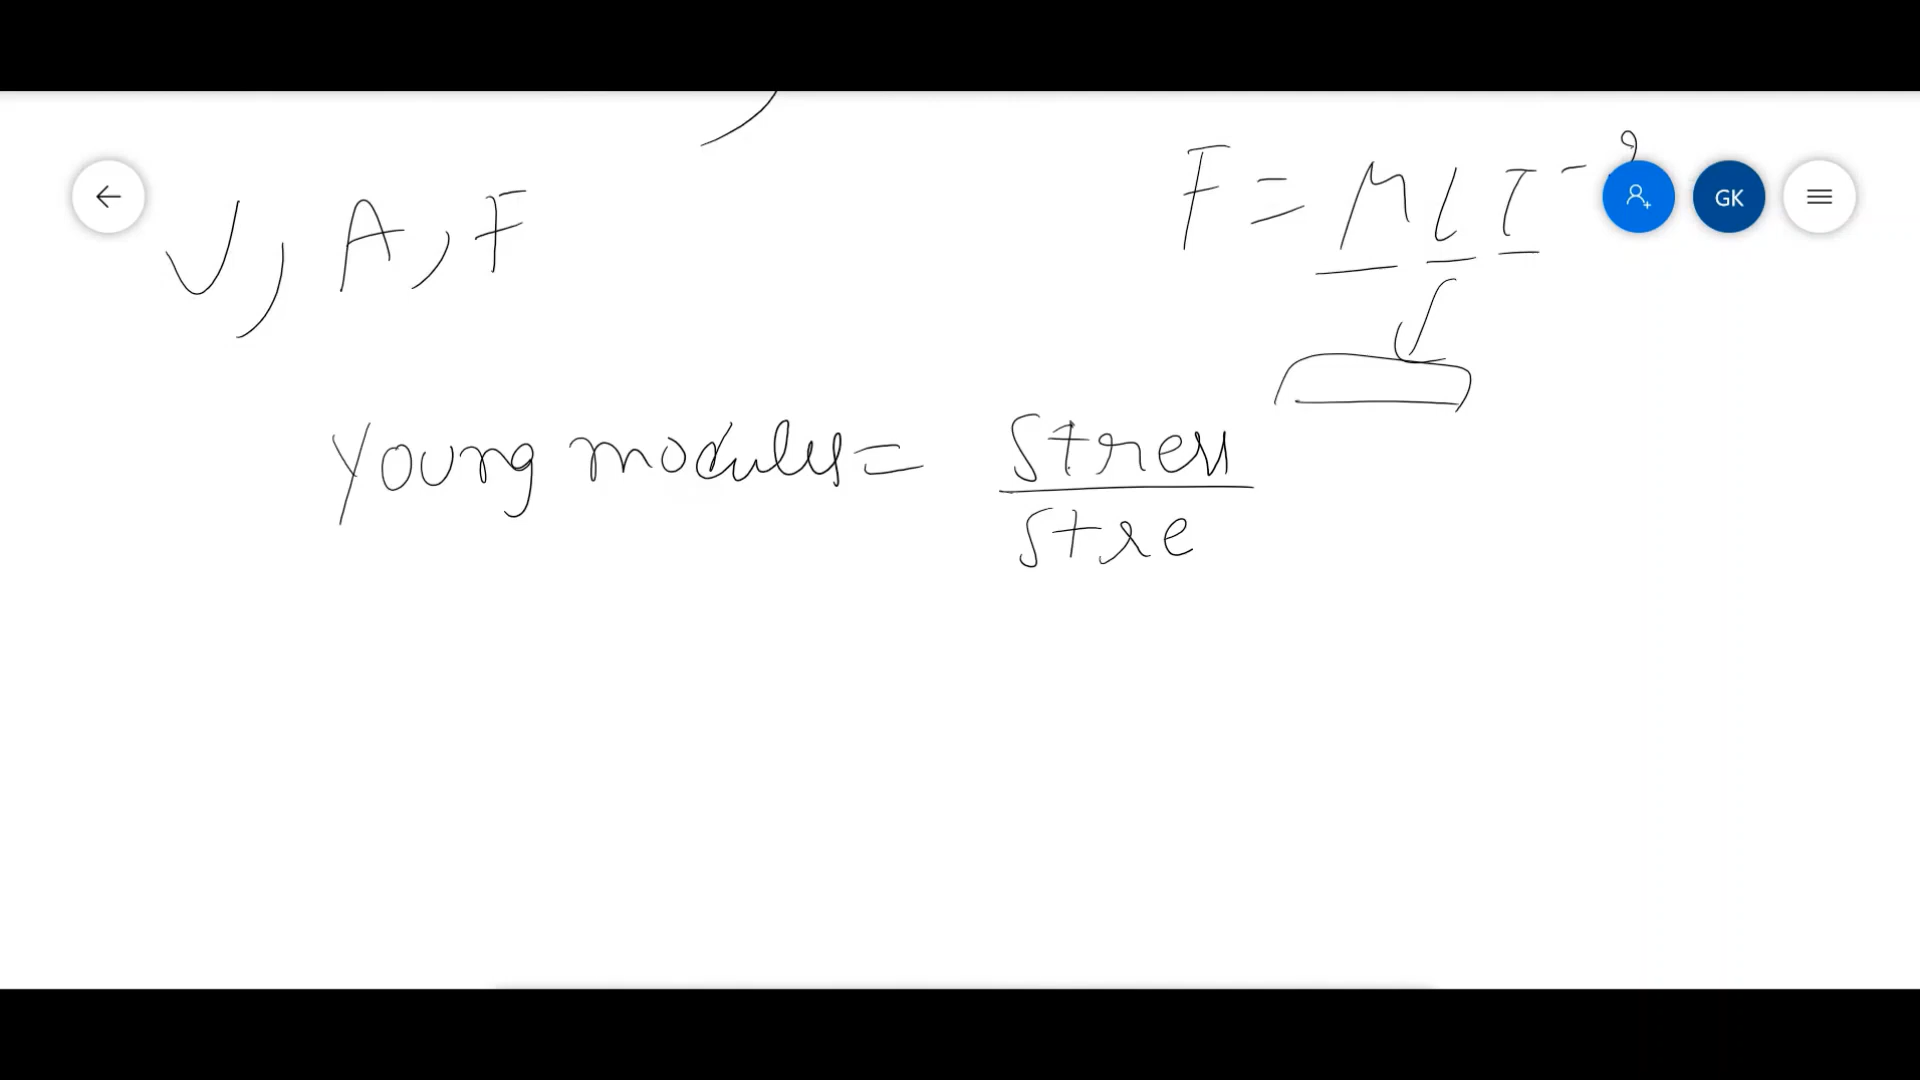 V, A, F
F = MLT⁻²
GK
Young modulus = stress
stre